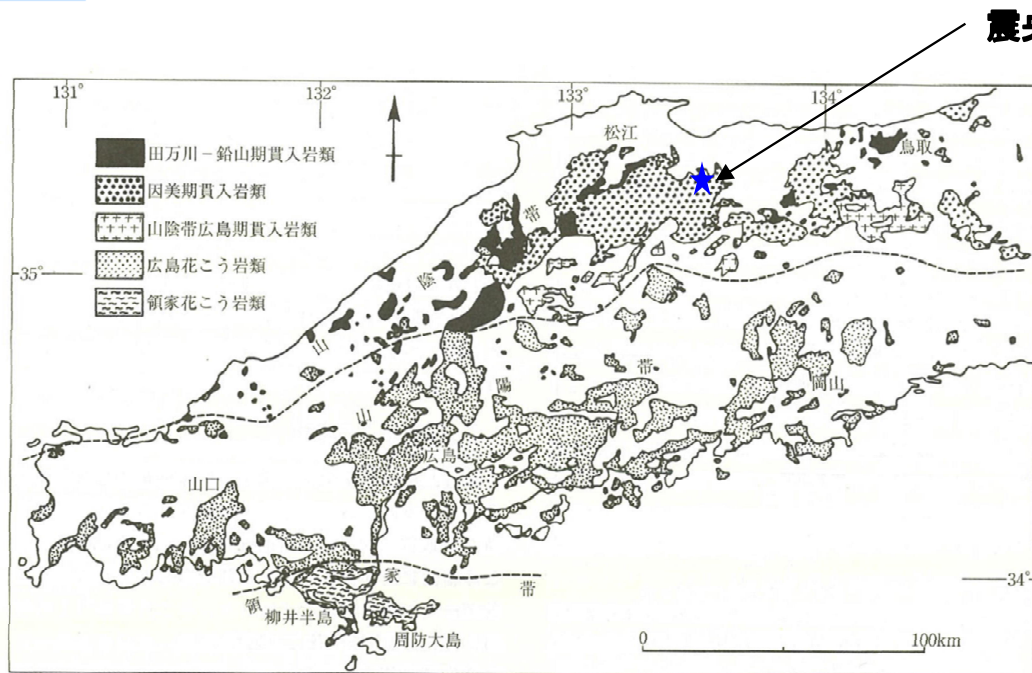 震
131°
132°
133°
134°
松江
鳥取
田万川－鉛山期貫入岩類
因美期貫入岩類
山陰帯広島期貫入岩類
広島花こう岩類
領家花こう岩類
35°
山陰帯
山陽帯
岡山
広島
山口
34°
領家帯
柳井半島
周防大島
0
100km